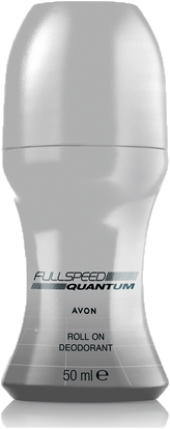 FULLSPEED
QUANTUM
AVON
ROLL ON
DEODORANT
50 ml ℮